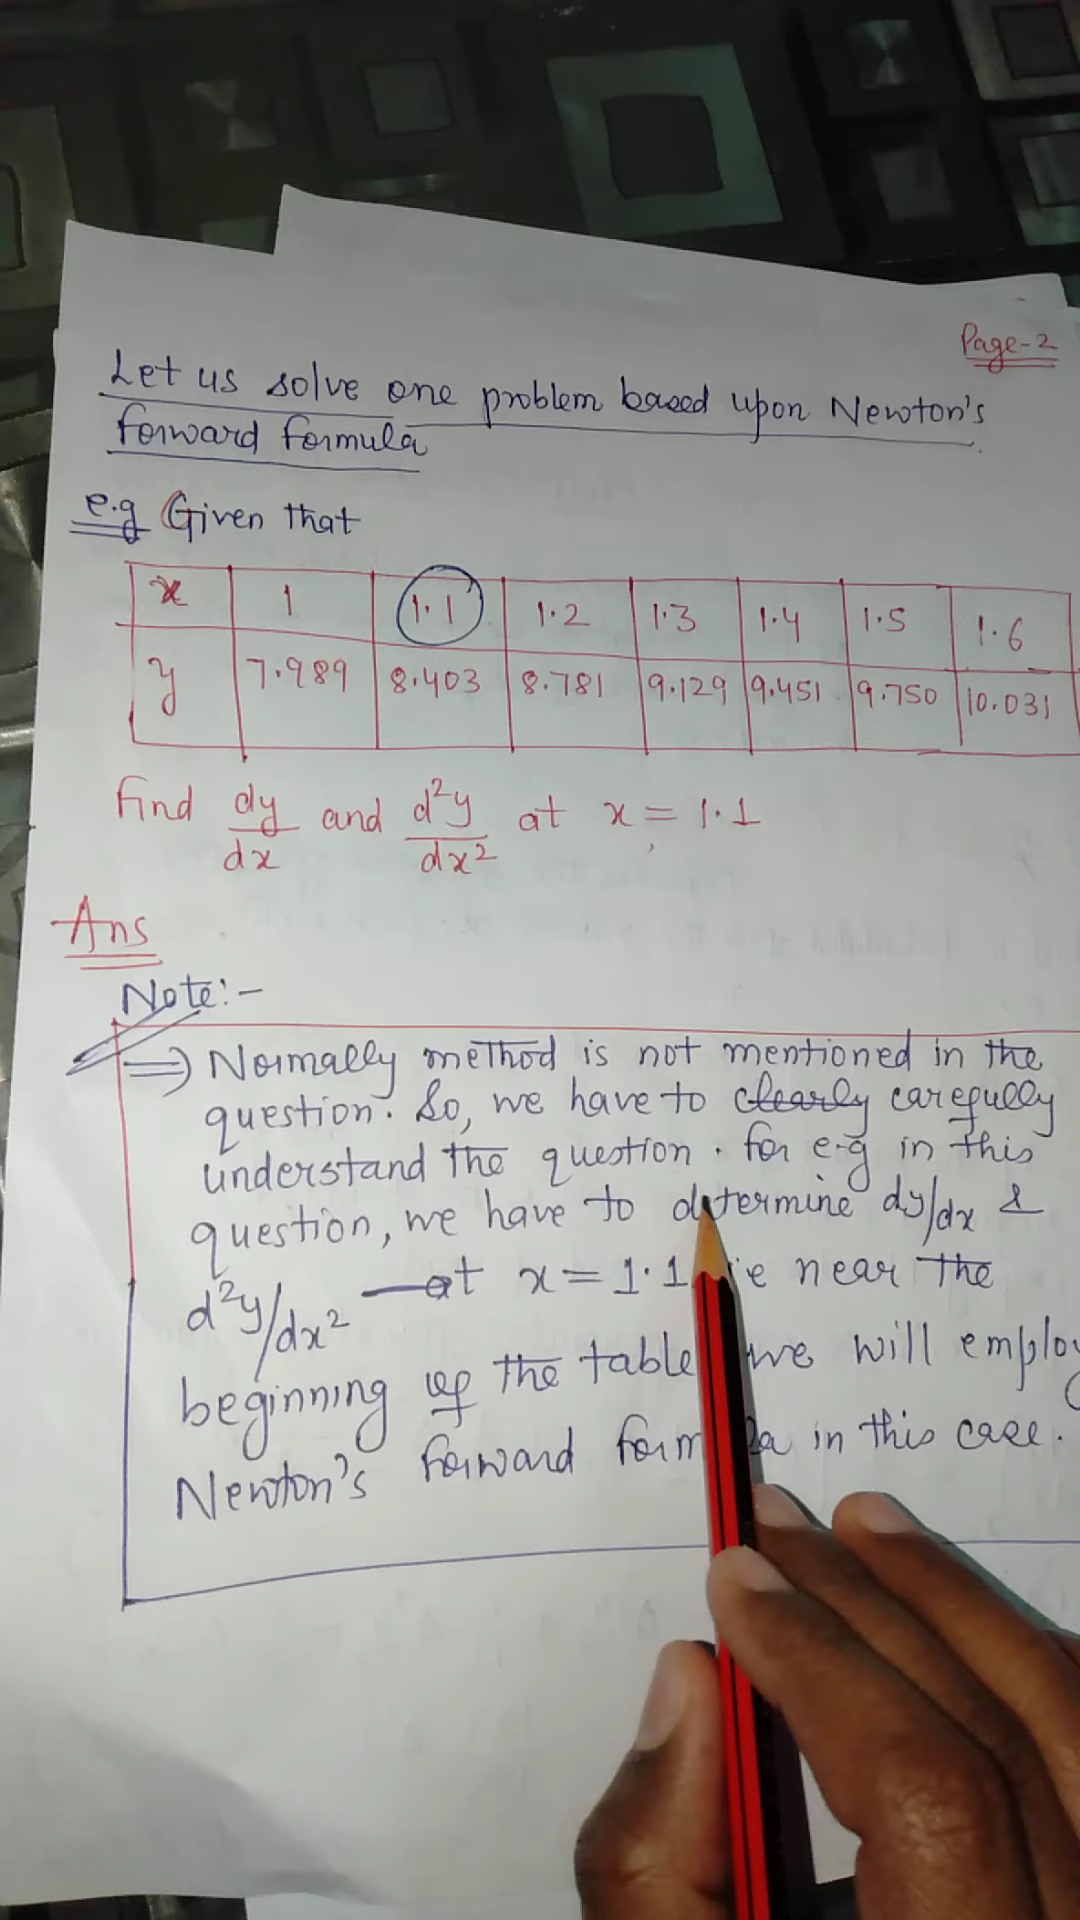 Page-2
Let us solve one problem based upon Newton's
forward formula
e.g Given that
x 1 1.1 1.2 1.3 1.4 1.5 1.6
y 7.989 8.403 8.781 9.129 9.451 9.750 10.031
Find dy/dx and d²y/dx² at x = 1.1
Ans
Note:-
⇒ Normally method is not mentioned in the
question. So, we have to clearly carefully
understand the question. for e.g in this
question, we have to determine dy/dx &
d²y/dx² at x = 1.1 ie near the
beginning of the table we will employ
Newton's forward in this case.